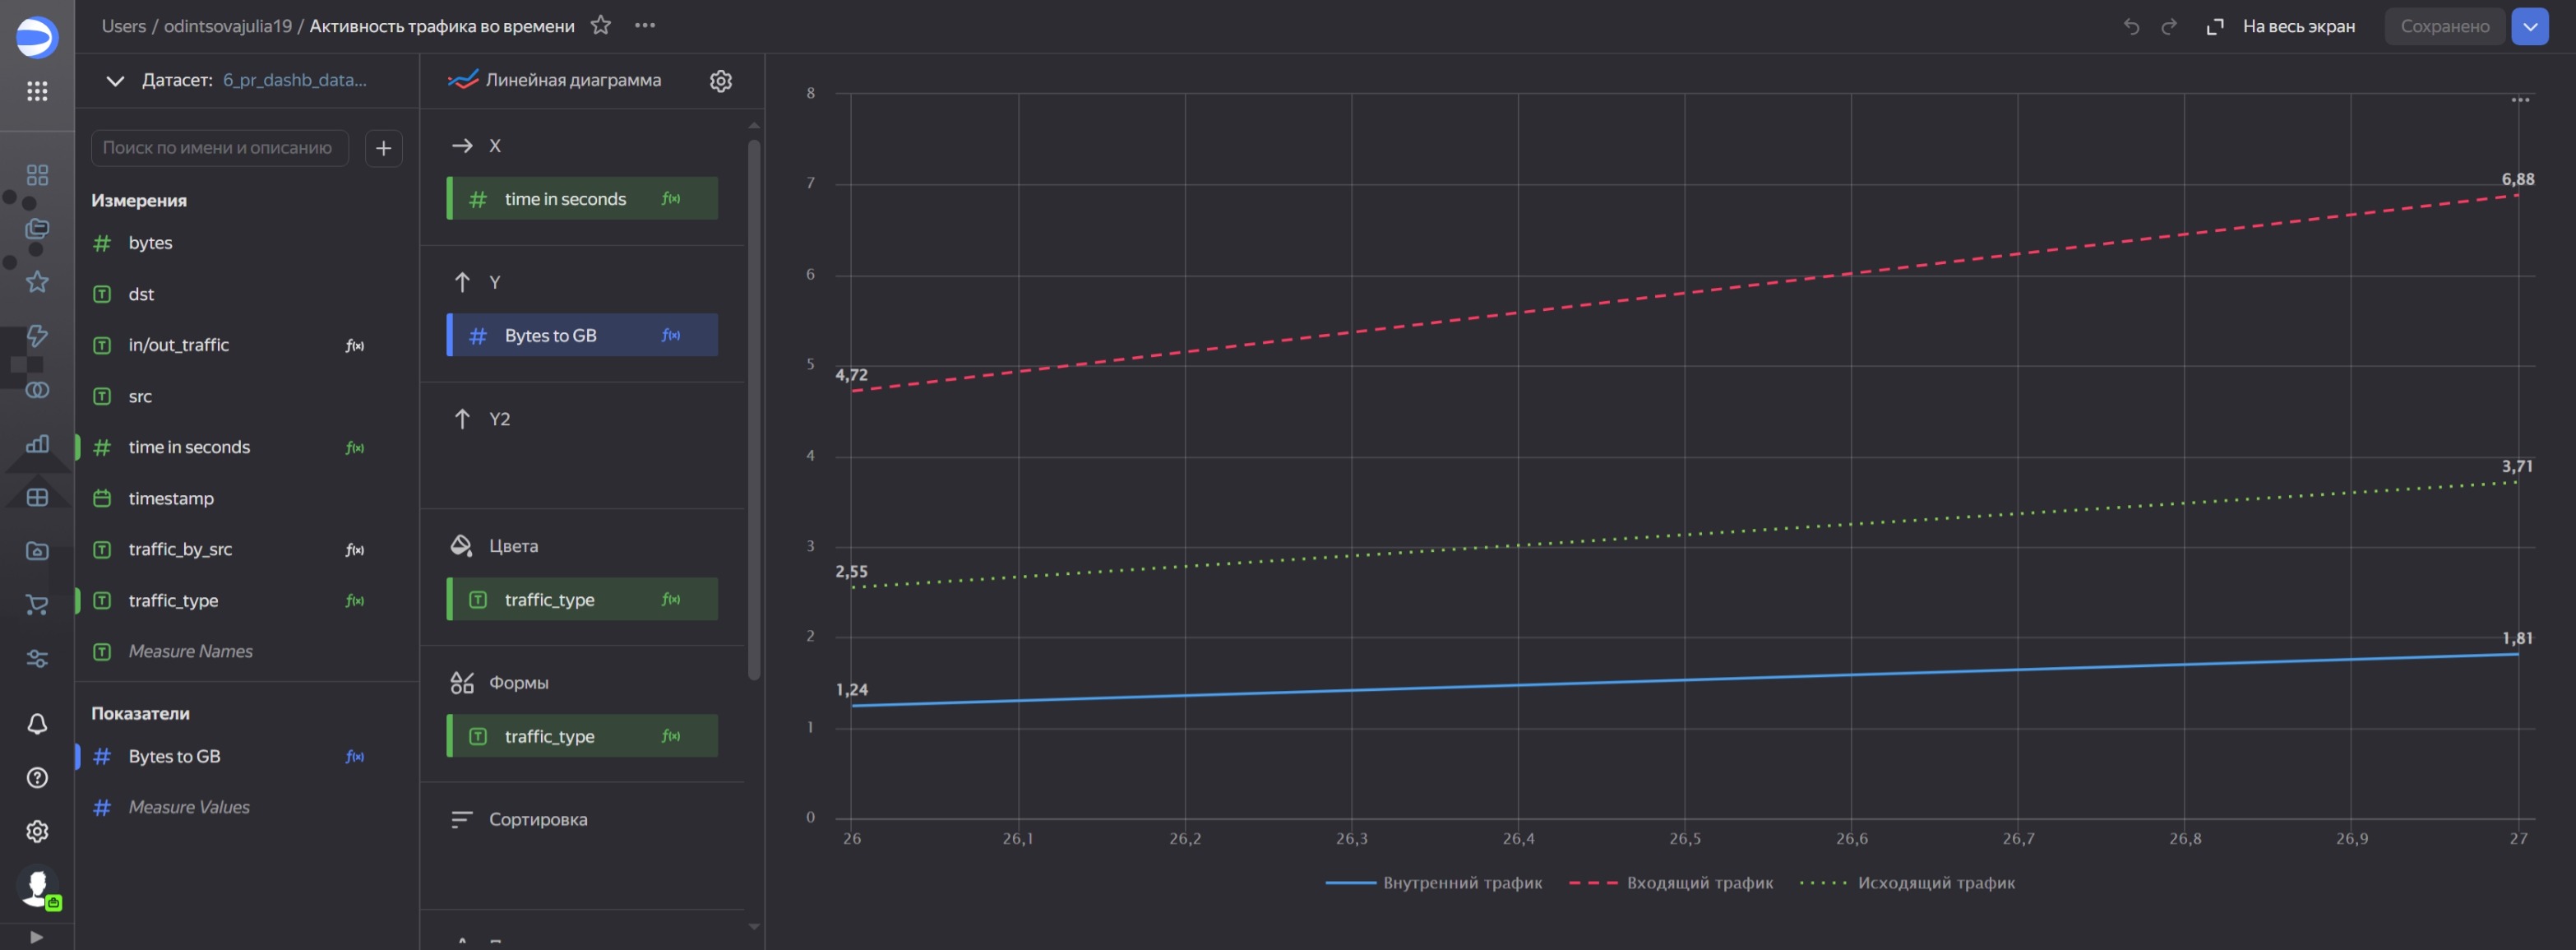 Users / odintsovajulia19 / Активность трафика во времени
На весь экран
Сохранено
Датасет: 6_pr_dashb_data...
Поиск по имени и описанию
Измерения
bytes
dst
in/out_traffic f(x)
src
time in seconds f(x)
timestamp
traffic_by_src f(x)
traffic_type f(x)
Measure Names
Показатели
Bytes to GB f(x)
Measure Values
Линейная диаграмма
X
time in seconds f(x)
Y
Bytes to GB f(x)
Y2
Цвета
traffic_type f(x)
Формы
traffic_type f(x)
Сортировка
8
7
6
5
4
3
2
1
0
6,88
4,72
3,71
2,55
1,81
1,24
26 26,1 26,2 26,3 26,4 26,5 26,6 26,7 26,8 26,9 27
Внутренний трафик Входящий трафик Исходящий трафик